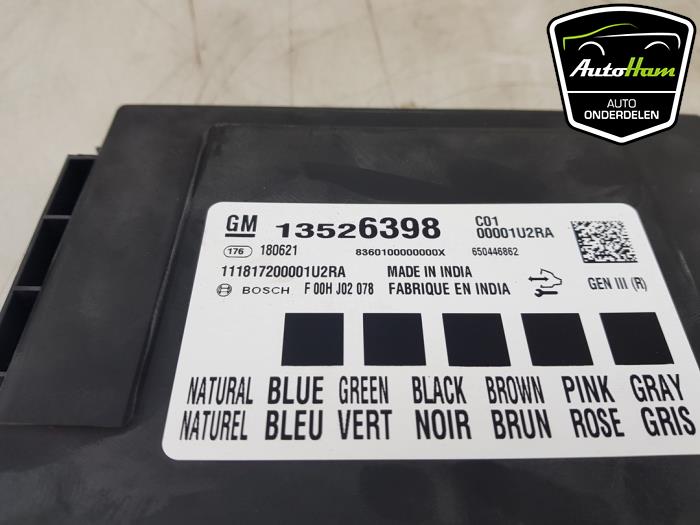 AutoHam
AUTO
ONDERDELEN
GM 13526398 C01
00001U2RA
176 180621 8360100000000X 650446862
111817200001U2RA MADE IN INDIA
BOSCH F 00H J02 078 FABRIQUE EN INDIA GEN III (R)
NATURAL BLUE GREEN BLACK BROWN PINK GRAY
NATUREL BLEU VERT NOIR BRUN ROSE GRIS